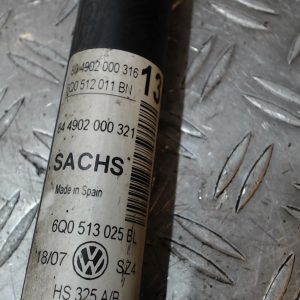 84 4902 000 316
6Q0 512 011 BN
13
84 4902 000 321
SACHS
Made in Spain
6Q0 513 025 BL
18/07 SZ4
HS 325 A/B